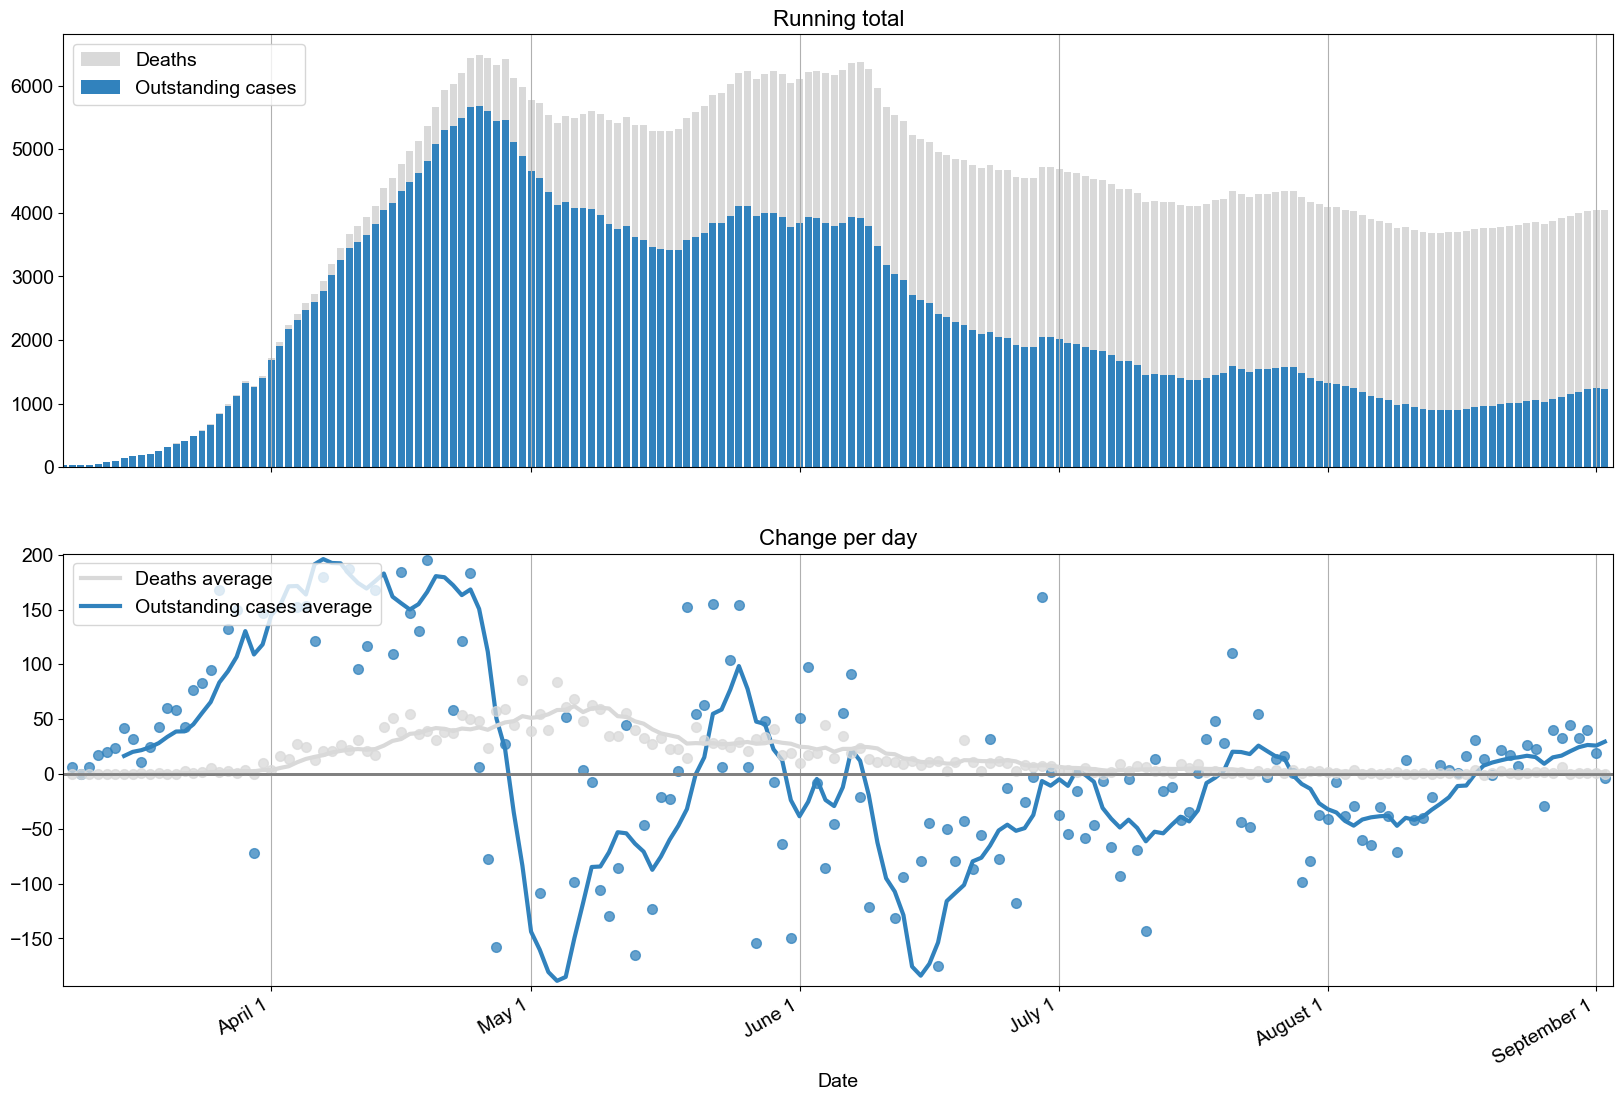 Running total
Deaths
Outstanding cases
6000
5000
4000
3000
2000
1000
0
Change per day
Deaths average
Outstanding cases average
200
150
100
50
0
−50
−100
−150
April 1
May 1
June 1
July 1
August 1
September 1
Date